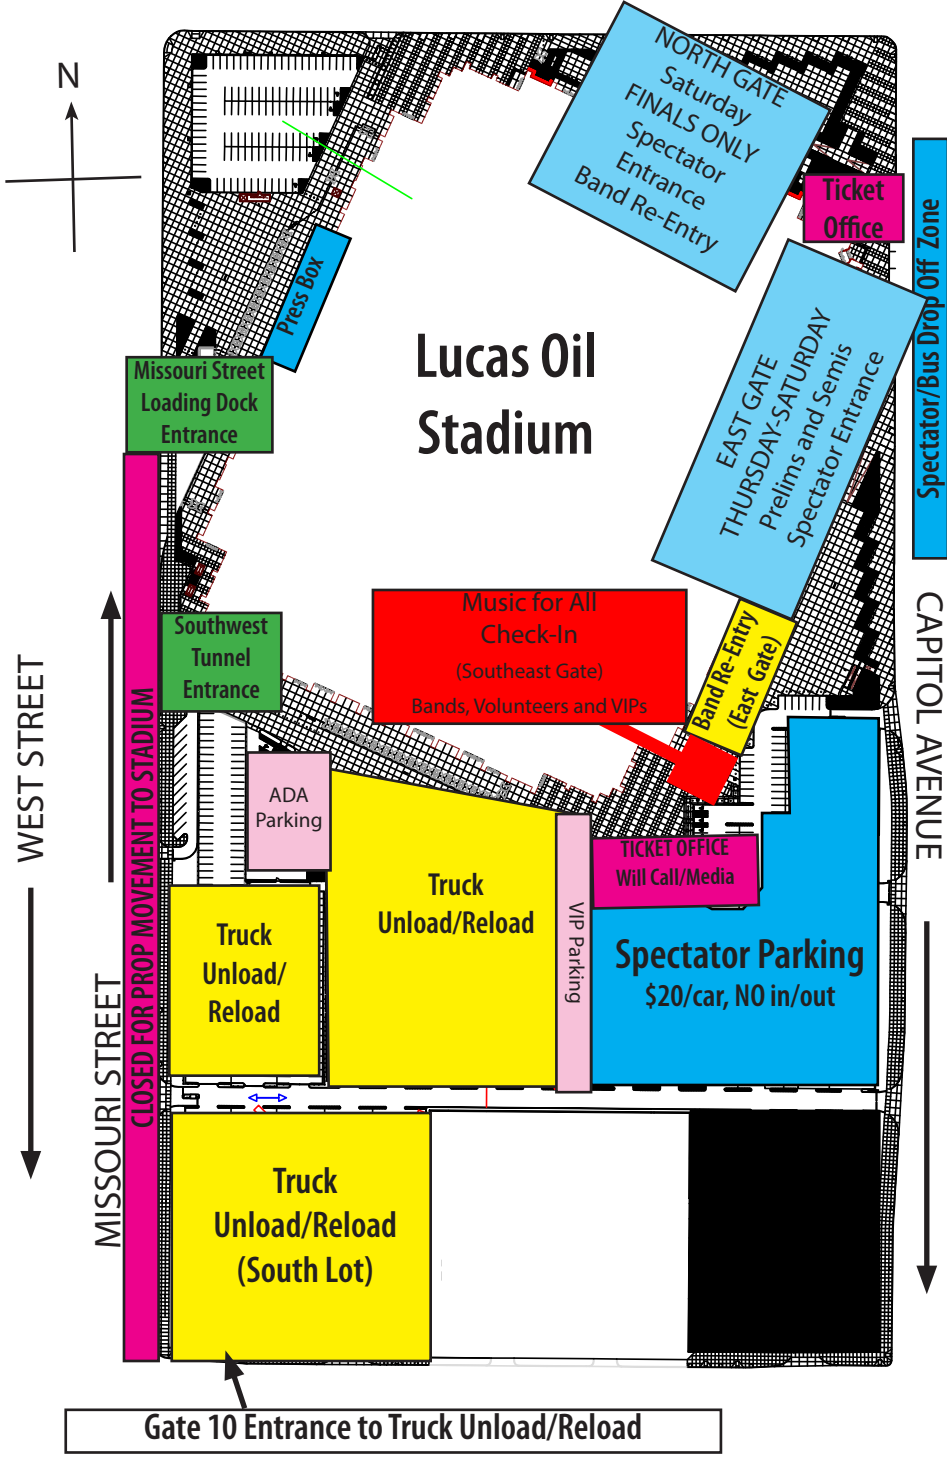 N
NORTH GATE
Saturday
FINALS ONLY
Spectator
Entrance
Band Re-Entry
Ticket
Office
Spectator/Bus Drop Off Zone
Press Box
Lucas Oil
Stadium
EAST GATE
THURSDAY-SATURDAY
Prelims and Semis
Spectator Entrance
Missouri Street
Loading Dock
Entrance
Southwest
Tunnel
Entrance
Music for All
Check-In
(Southeast Gate)
Bands, Volunteers and VIPs
Band Re-Entry
(East Gate)
WEST STREET
MISSOURI STREET
CLOSED FOR PROP MOVEMENT TO STADIUM
CAPITOL AVENUE
ADA
Parking
Truck
Unload/Reload
VIP Parking
TICKET OFFICE
Will Call/Media
Truck
Unload/
Reload
Spectator Parking
$20/car, NO in/out
Truck
Unload/Reload
(South Lot)
Gate 10 Entrance to Truck Unload/Reload